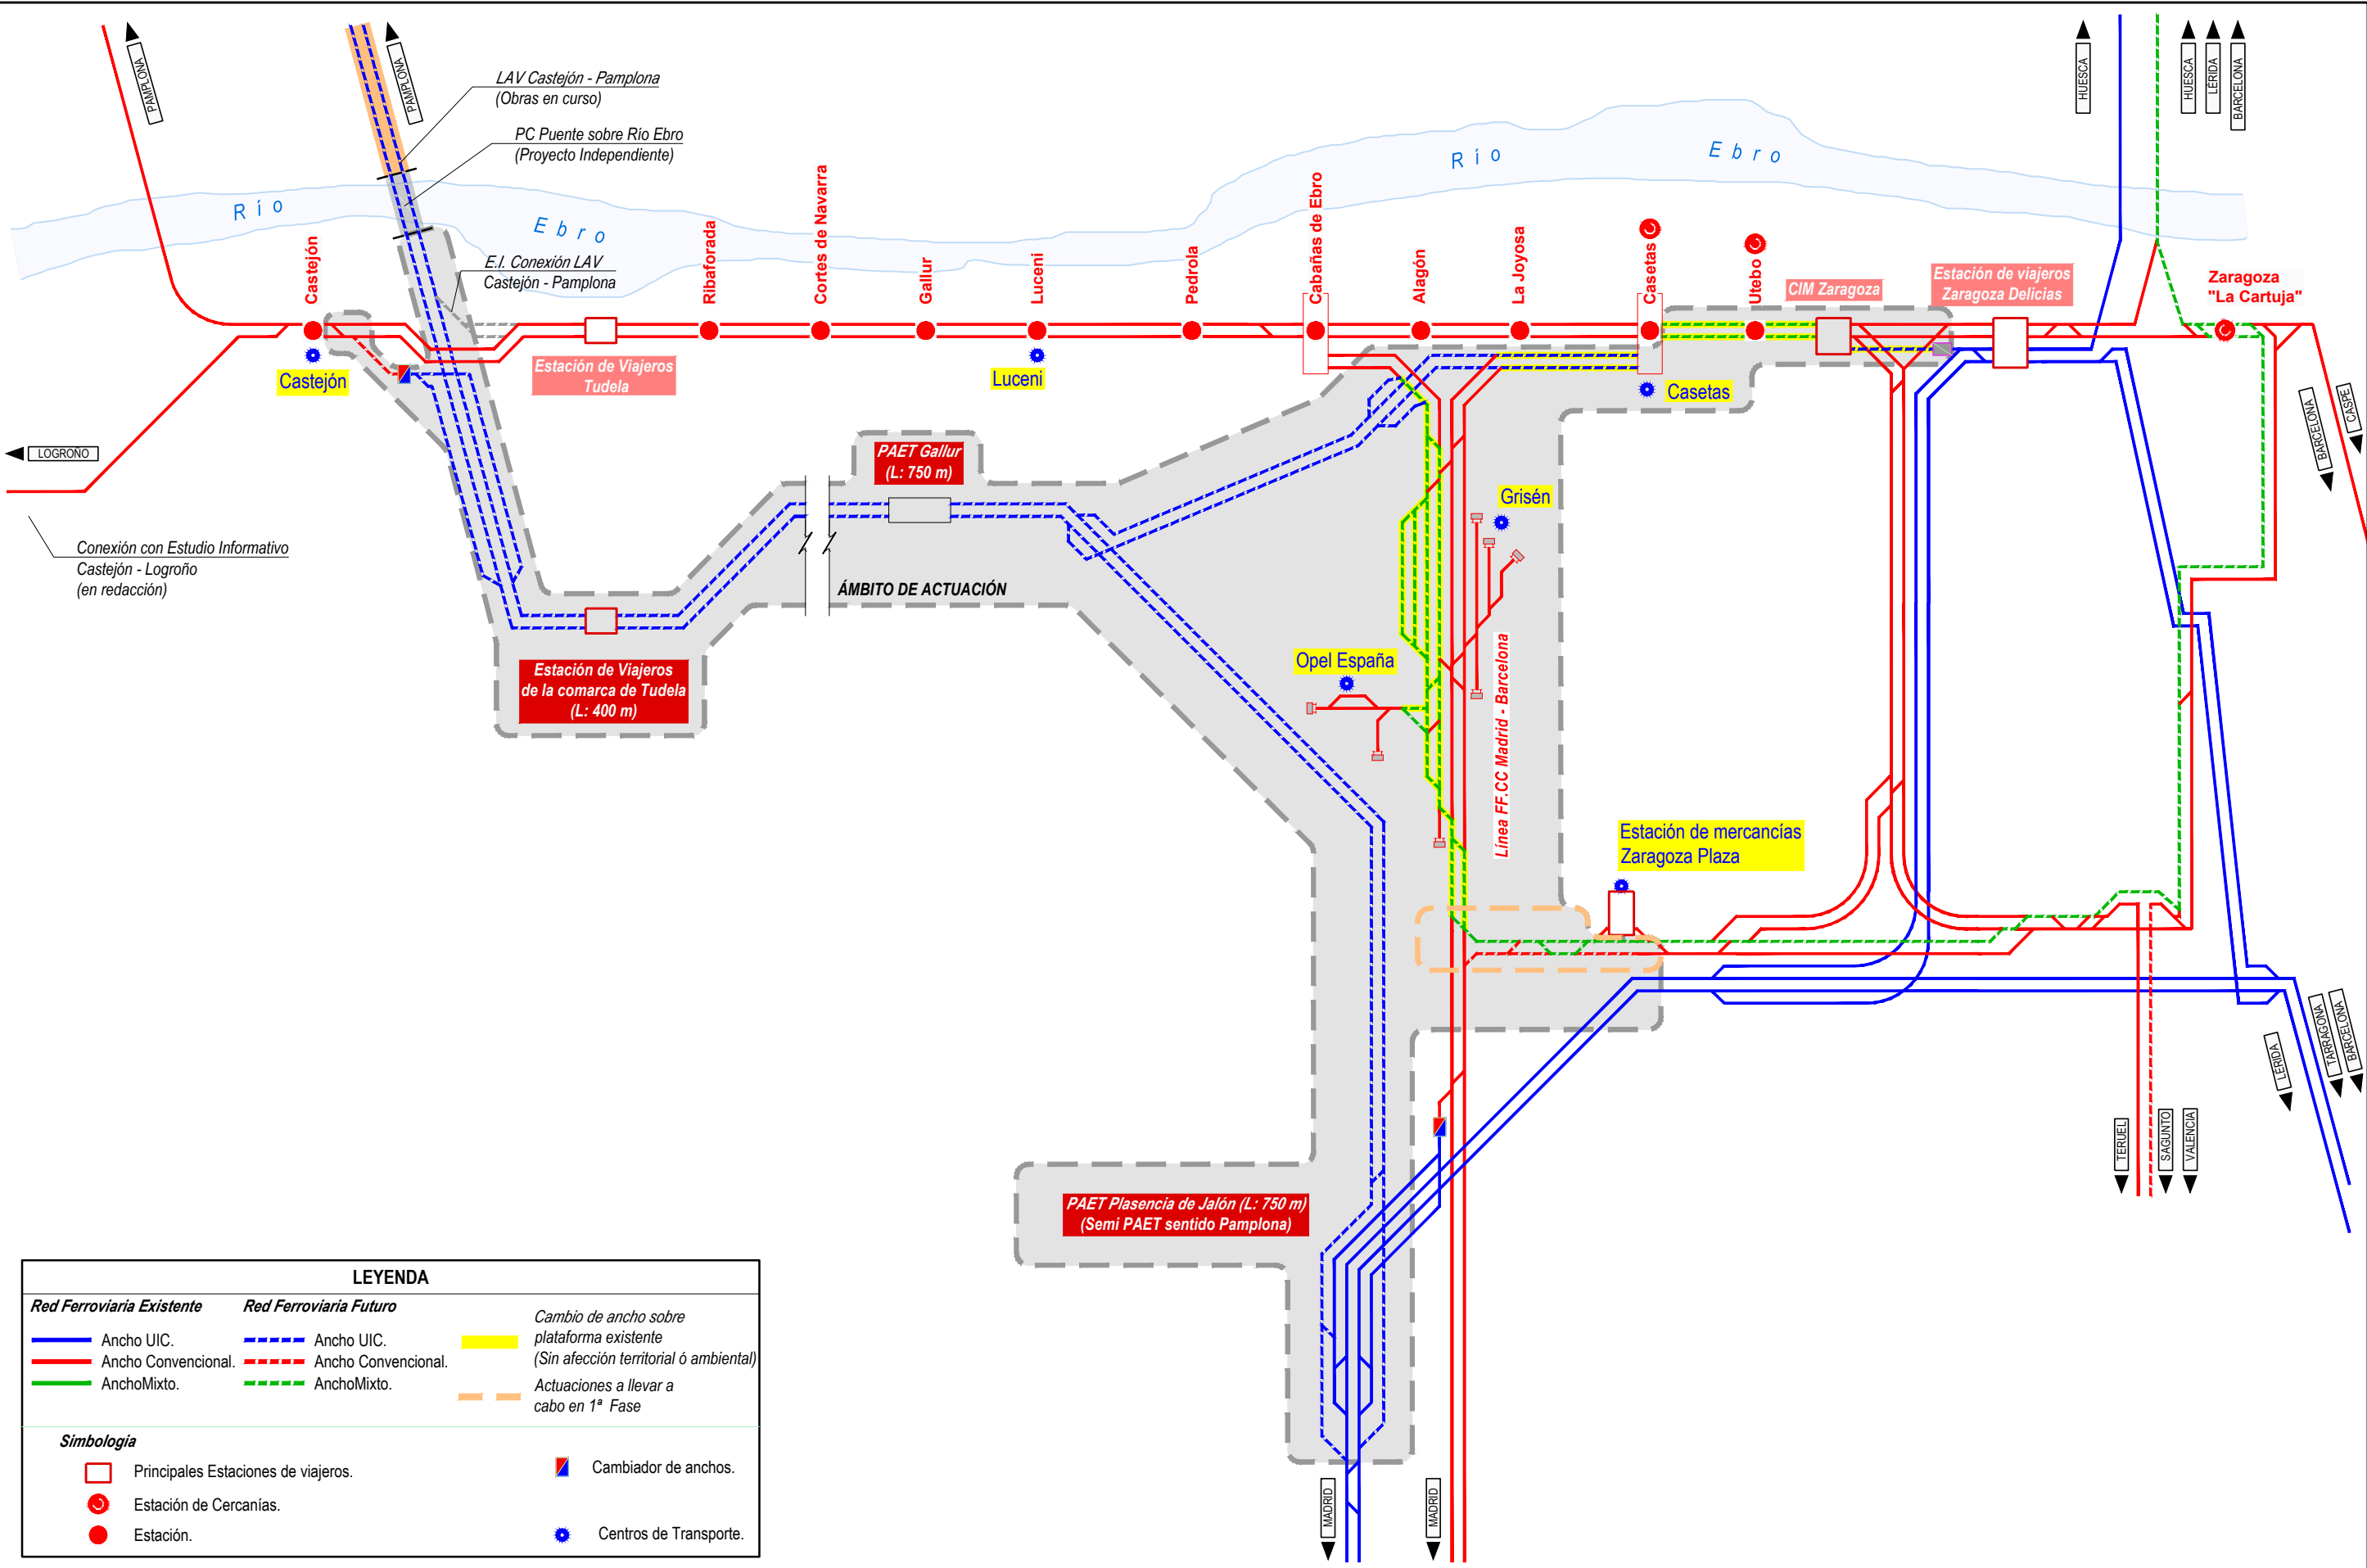 PAMPLONA
PAMPLONA
LAV Castejón - Pamplona
(Obras en curso)
PC Puente sobre Río Ebro
(Proyecto Independiente)
HUESCA
HUESCA
LÉRIDA
BARCELONA
Río
Ebro
Río
Ebro
E.I. Conexión LAV
Castejón - Pamplona
Castejón
Ribaforada
Cortes de Navarra
Gallur
Luceni
Pedrola
Cabañas de Ebro
Alagón
La Joyosa
Casetas
Utebo
CIM Zaragoza
Estación de viajeros
Zaragoza Delicias
Zaragoza
"La Cartuja"
Castejón
Estación de Viajeros
Tudela
Luceni
Casetas
BARCELONA
CASPE
LOGROÑO
PAET Gallur
(L: 750 m)
Grisén
Conexión con Estudio Informativo
Castejón - Logroño
(en redacción)
ÁMBITO DE ACTUACIÓN
Estación de Viajeros
de la comarca de Tudela
(L: 400 m)
Opel España
Línea FF.CC Madrid - Barcelona
Estación de mercancías
Zaragoza Plaza
LÉRIDA
TARRAGONA
BARCELONA
TERUEL
SAGUNTO
VALENCIA
PAET Plasencia de Jalón (L: 750 m)
(Semi PAET sentido Pamplona)
MADRID
MADRID
LEYENDA
Red Ferroviaria Existente
Ancho UIC.
Ancho Convencional.
AnchoMixto.
Red Ferroviaria Futuro
Ancho UIC.
Ancho Convencional.
AnchoMixto.
Cambio de ancho sobre
plataforma existente
(Sin afección territorial ó ambiental)
Actuaciones a llevar a
cabo en 1ª Fase
Simbologia
Principales Estaciones de viajeros.
Estación de Cercanías.
Estación.
Cambiador de anchos.
Centros de Transporte.